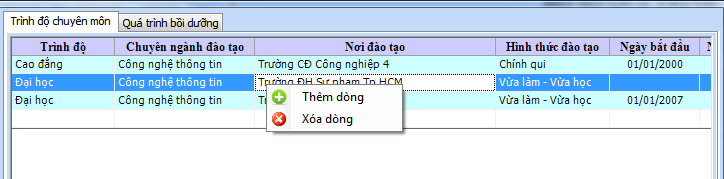 Trình độ chuyên môn Quá trình bồi dưỡng
Trình độ Chuyên ngành đào tạo Nơi đào tạo Hình thức đào tạo Ngày bắt đầu
Cao đẳng Công nghệ thông tin Trường CĐ Công nghiệp 4 Chính qui 01/01/2000
Đại học Công nghệ thông tin Trường ĐH Sư phạm Tp HCM Vừa làm - Vừa học
Đại học Công nghệ thông tin Vừa làm - Vừa học 01/01/2007
Thêm dòng
Xóa dòng